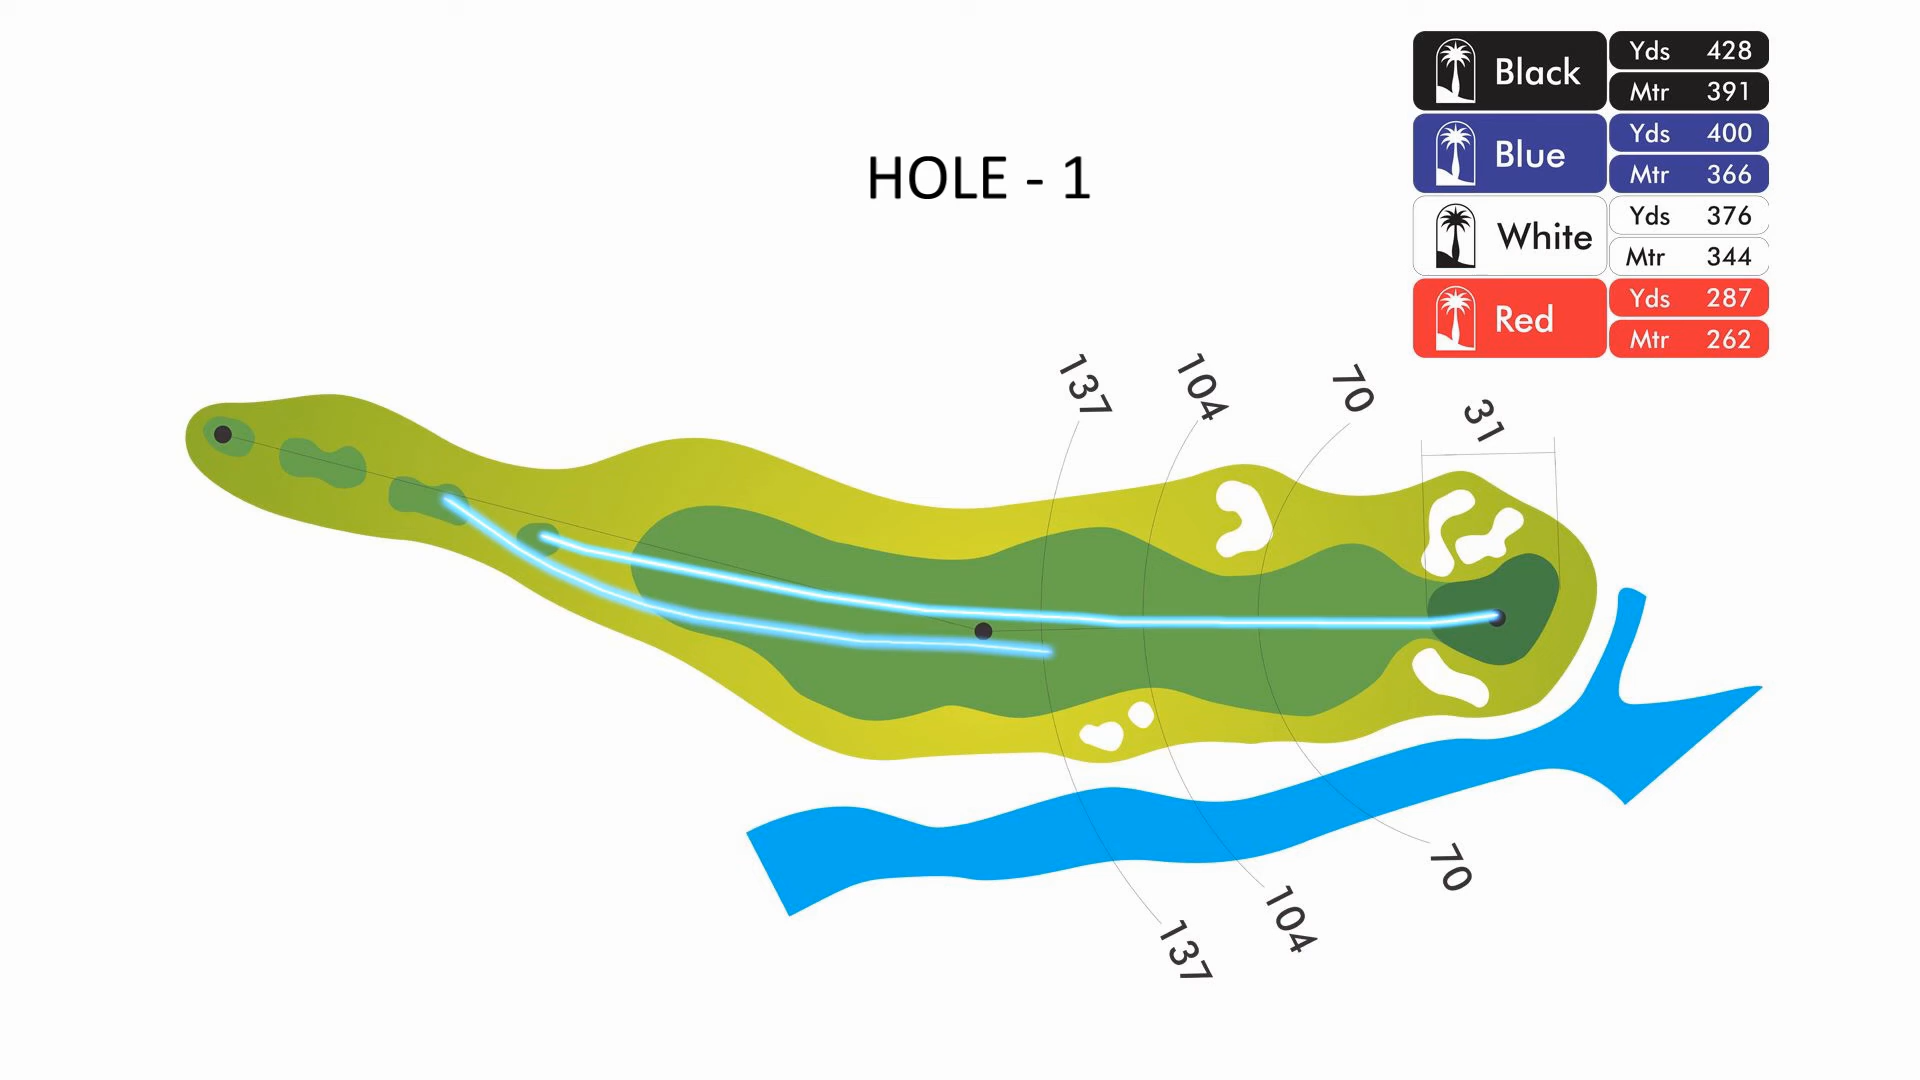 Black Yds 428
Mtr 391
Blue Yds 400
Mtr 366
White Yds 376
Mtr 344
Red Yds 287
Mtr 262
HOLE - 1
137
104
70
31
70
104
137